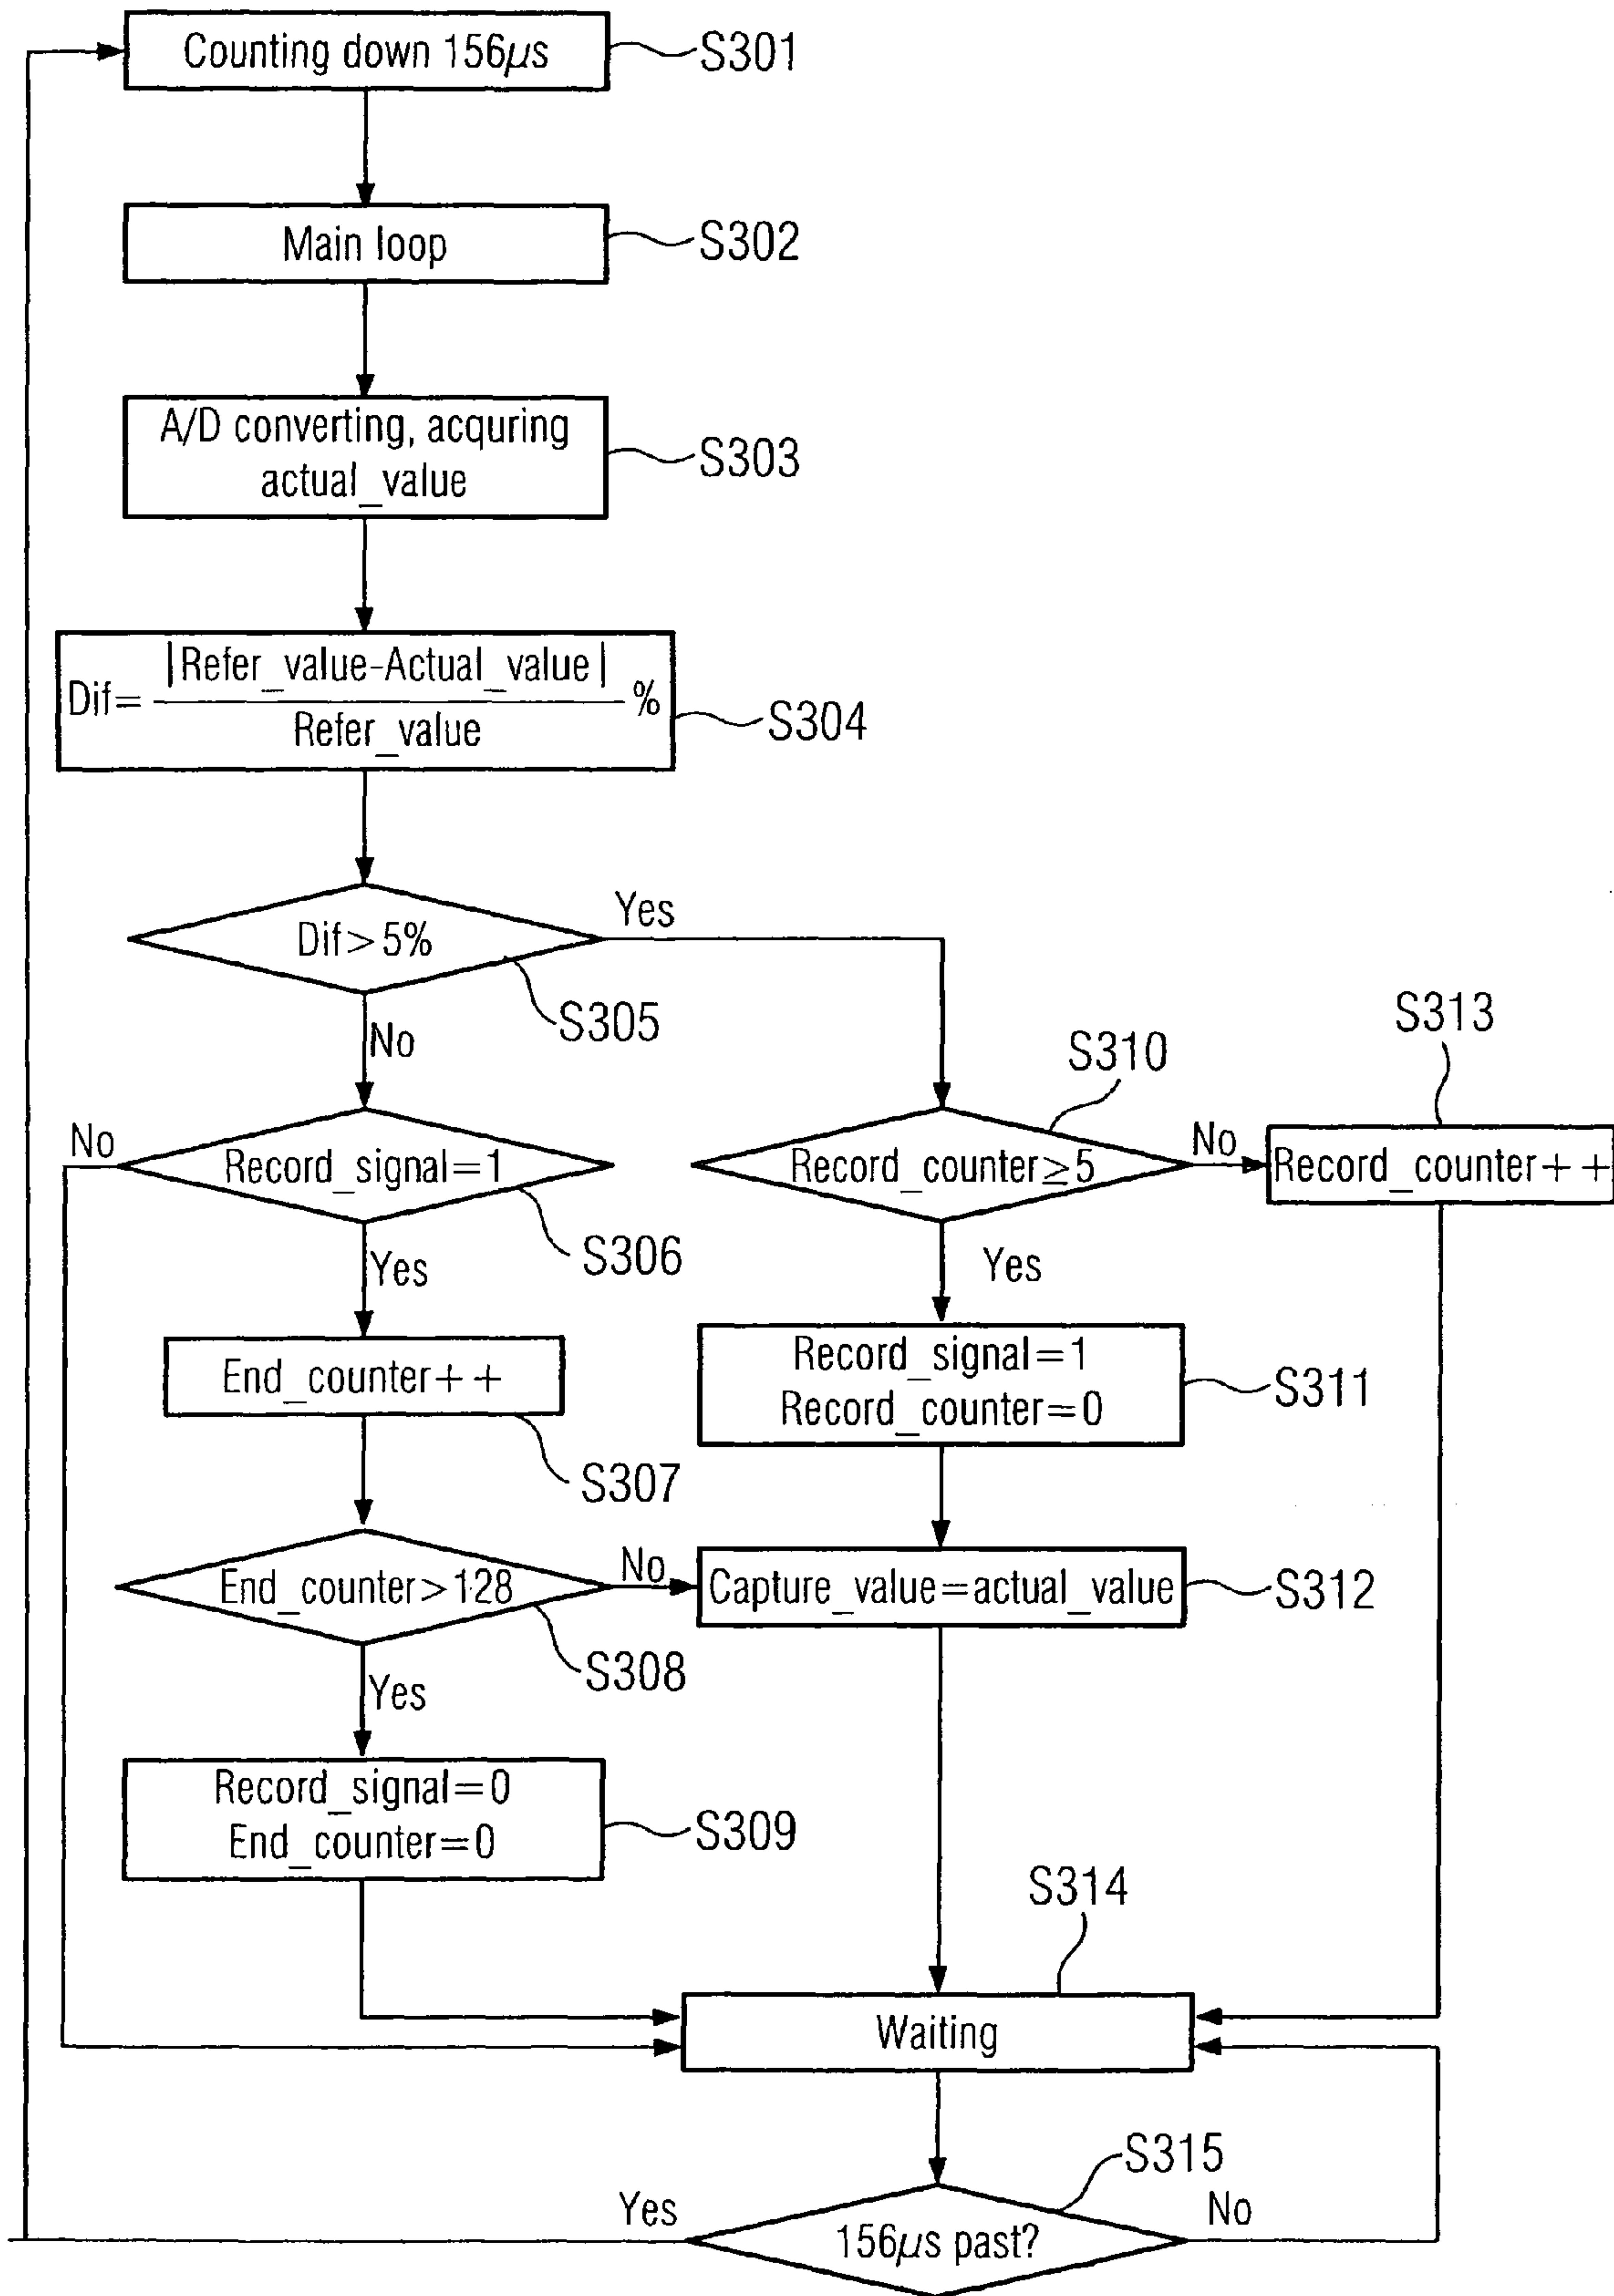 Counting down 156µs
S301
Main loop
S302
A/D converting, acquring
actual_value
S303
Dif= |Refer_value-Actual_value| %
Refer_value
S304
Dif>5%
Yes
S305
No
S306
Record_signal=1
No
Yes
S310
Record_counter≥5
No
Yes
S313
Record_counter++
End_counter++
S307
Record_signal=1
Record_counter=0
S311
End_counter>128
No
S308
Yes
Capture_value=actual_value
S312
Record_signal=0
End_counter=0
S309
S314
Waiting
S315
Yes
156µs past?
No